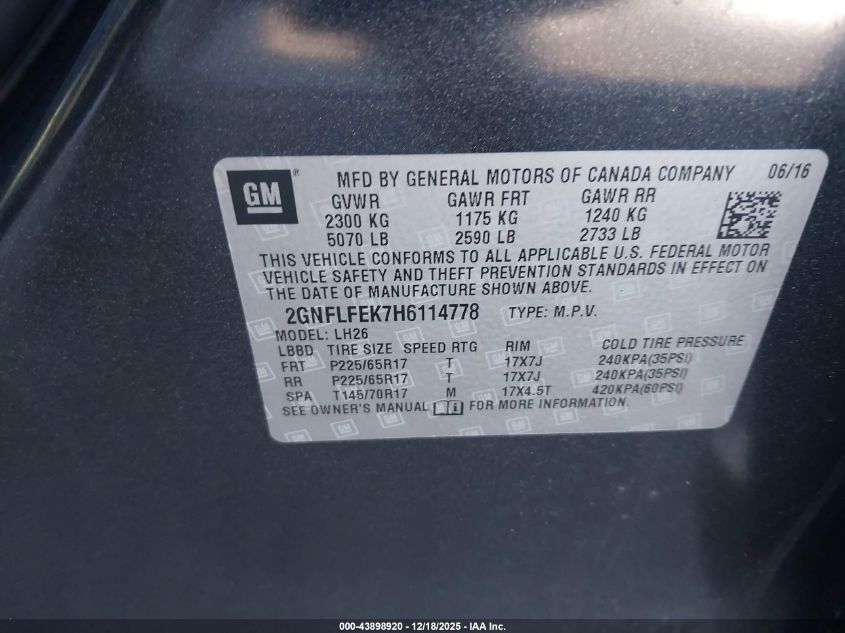 GM ® MFD BY GENERAL MOTORS OF CANADA COMPANY 06/16
GVWR GAWR FRT GAWR RR
2300 KG 1175 KG 1240 KG
5070 LB 2590 LB 2733 LB
THIS VEHICLE CONFORMS TO ALL APPLICABLE U.S. FEDERAL MOTOR
VEHICLE SAFETY AND THEFT PREVENTION STANDARDS IN EFFECT ON
THE DATE OF MANUFACTURE SHOWN ABOVE.
2GNFLFEK7H6114778 TYPE: M.P.V.
MODEL: LH26
LBBD TIRE SIZE SPEED RTG RIM COLD TIRE PRESSURE
FRT P225/65R17 T 17X7J 240KPA(35PSI)
RR P225/65R17 T 17X7J 240KPA(35PSI)
SPA T145/70R17 M 17X4.5T 420KPA(60PSI)
SEE OWNER'S MANUAL FOR MORE INFORMATION.
000-43898920 - 12/18/2025 - IAA Inc.